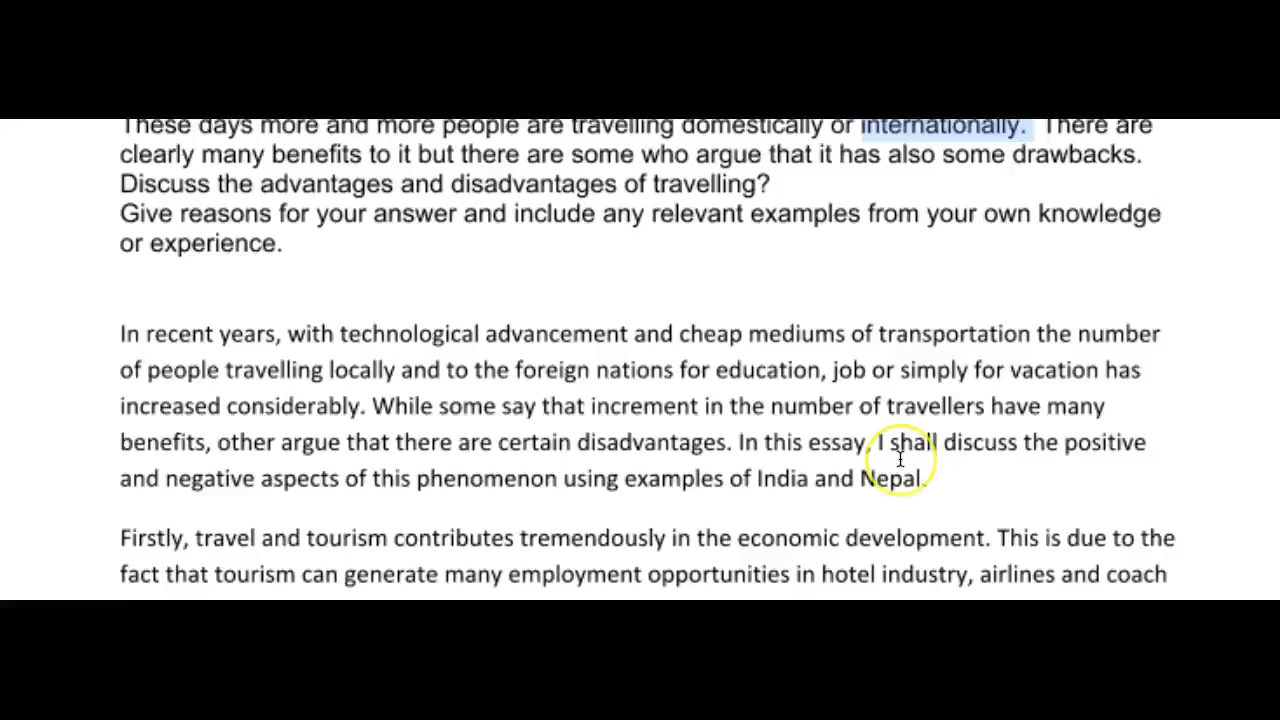 These days more and more people are travelling domestically or internationally. There are
clearly many benefits to it but there are some who argue that it has also some drawbacks.
Discuss the advantages and disadvantages of travelling?
Give reasons for your answer and include any relevant examples from your own knowledge
or experience.
In recent years, with technological advancement and cheap mediums of transportation the number
of people travelling locally and to the foreign nations for education, job or simply for vacation has
increased considerably. While some say that increment in the number of travellers have many
benefits, other argue that there are certain disadvantages. In this essay, I shall discuss the positive
and negative aspects of this phenomenon using examples of India and Nepal.
Firstly, travel and tourism contributes tremendously in the economic development. This is due to the
fact that tourism can generate many employment opportunities in hotel industry, airlines and coach